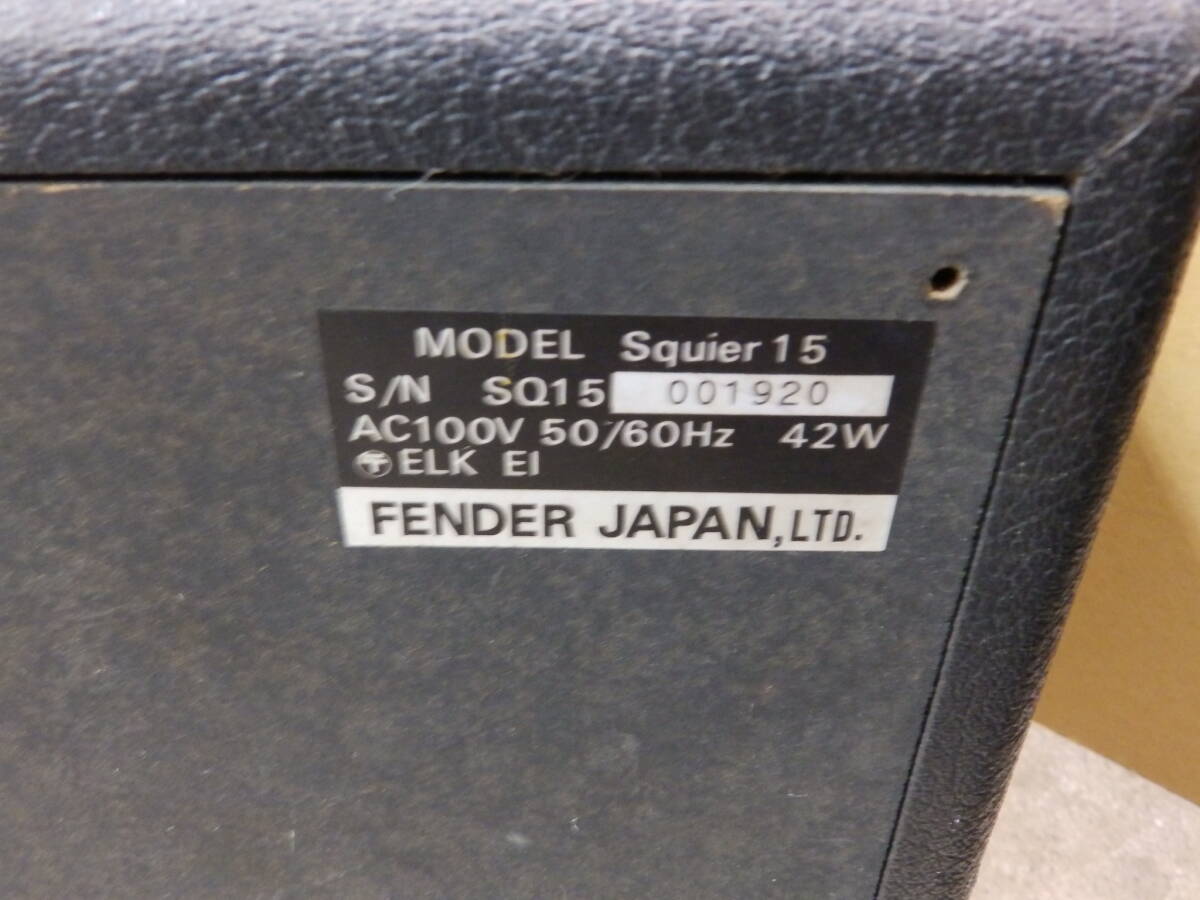 MODEL Squier 15
S/N SQ15 001920
AC100V 50/60Hz 42W
ELK EI
FENDER JAPAN,LTD.